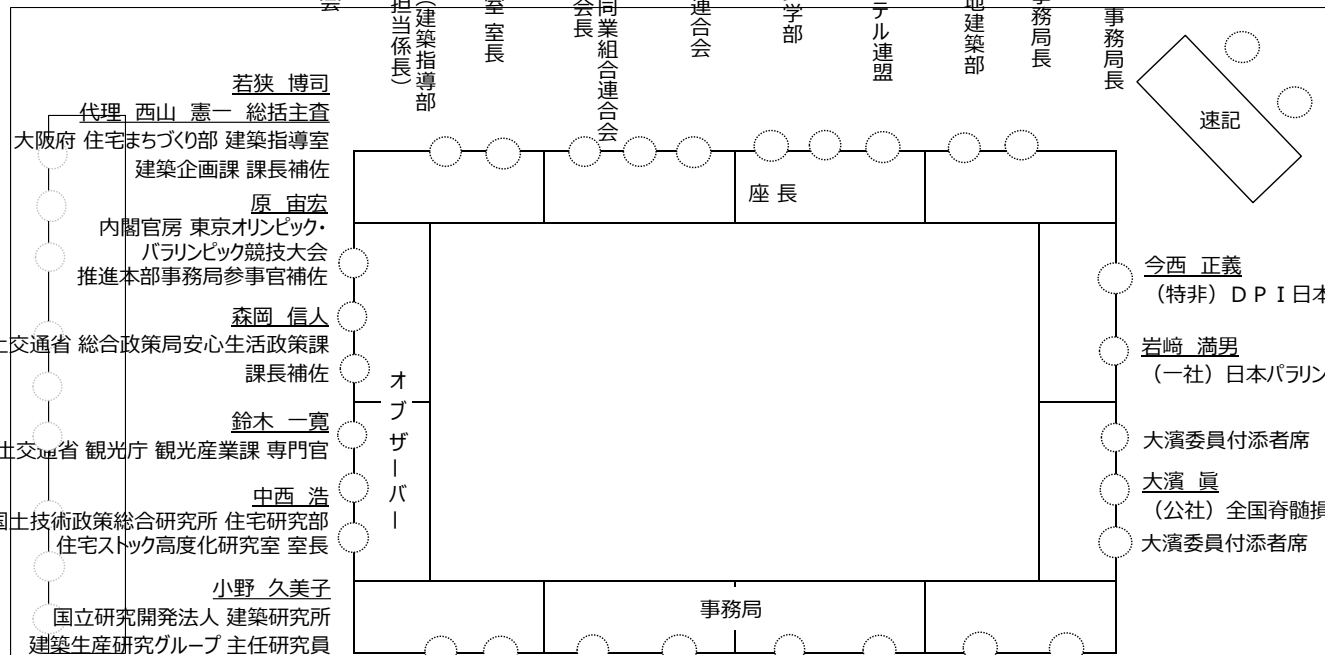 会
（建築指導部
担当係長）
室 室長
同業組合連合会
会長
連合会
学部
テル連盟
地建築部
事務局長
事務局長
速記
若狭 博司
代理 西山 憲一 総括主査
大阪府 住宅まちづくり部 建築指導室
建築企画課 課長補佐
原 宙宏
内閣官房 東京オリンピック・
パラリンピック競技大会
推進本部事務局参事官補佐
森岡 信人
土交通省 総合政策局安心生活政策課
課長補佐
鈴木 一寛
土交通省 観光庁 観光産業課 専門官
中西 浩
国土技術政策総合研究所 住宅研究部
住宅ストック高度化研究室 室長
小野 久美子
国立研究開発法人 建築研究所
建築生産研究グループ 主任研究員
オブザーバー
座 長
事務局
今西 正義
（特非）ＤＰＩ日本
岩﨑 満男
（一社）日本パラリン
大濱委員付添者席
大濱 眞
（公社）全国脊髄損
大濱委員付添者席